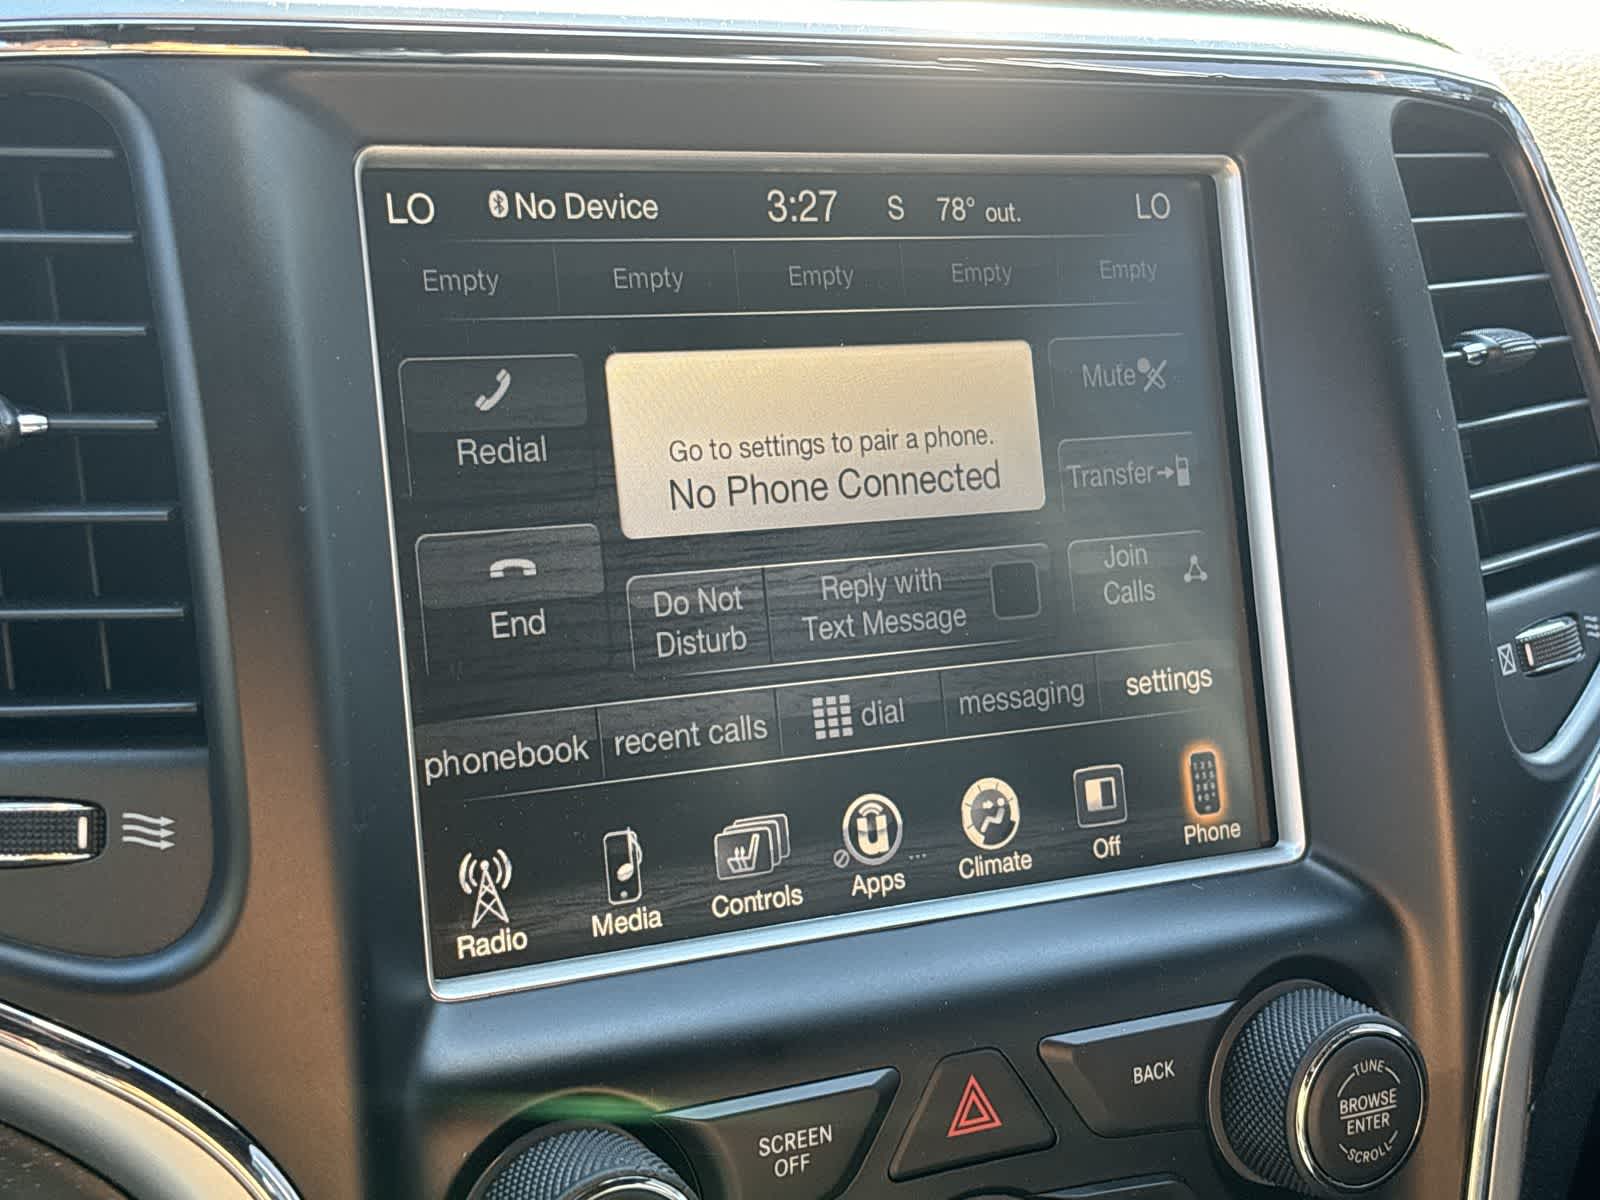 LO No Device 3:27 S 78° out. LO
Empty Empty Empty Empty Empty
Redial
Go to settings to pair a phone.
No Phone Connected
Mute
Transfer
End
Do Not
Disturb
Reply with
Text Message
Join
Calls
phonebook recent calls dial messaging settings
Radio Media Controls Apps Climate Off Phone
SCREEN
OFF
BACK
TUNE
BROWSE
ENTER
SCROLL